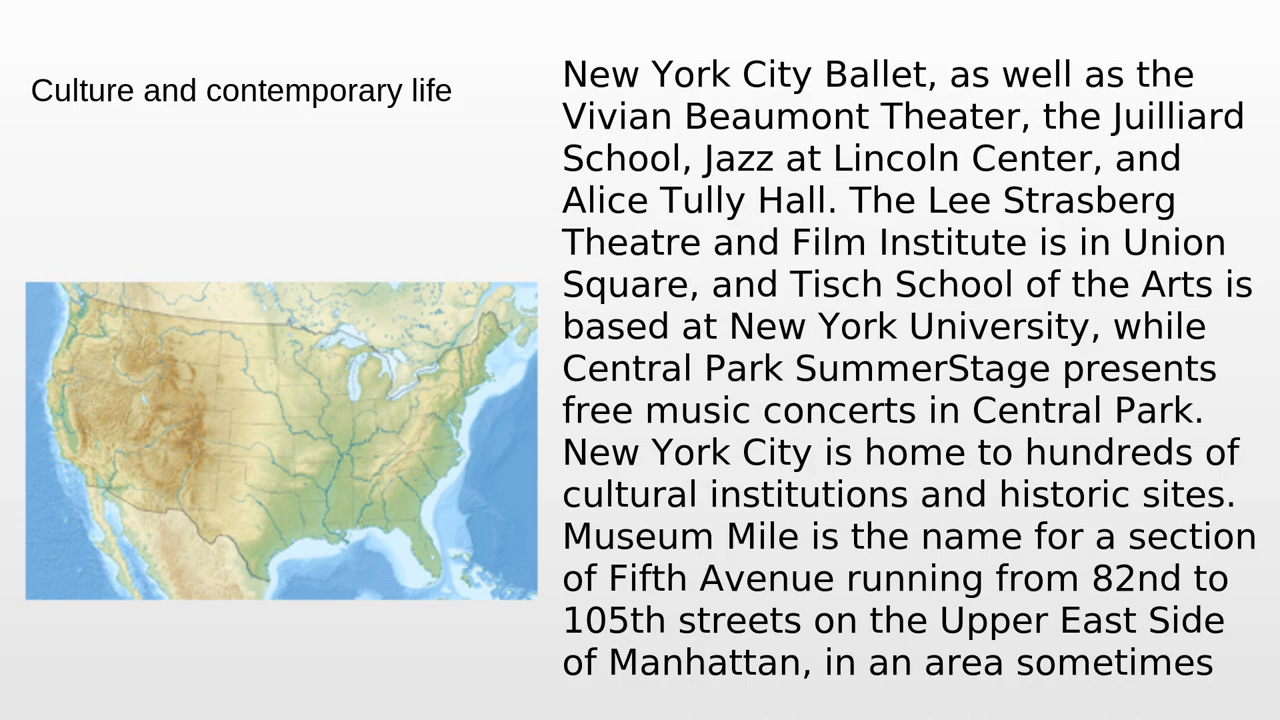 Culture and contemporary life
New York City Ballet, as well as the
Vivian Beaumont Theater, the Juilliard
School, Jazz at Lincoln Center, and
Alice Tully Hall. The Lee Strasberg
Theatre and Film Institute is in Union
Square, and Tisch School of the Arts is
based at New York University, while
Central Park SummerStage presents
free music concerts in Central Park.
New York City is home to hundreds of
cultural institutions and historic sites.
Museum Mile is the name for a section
of Fifth Avenue running from 82nd to
105th streets on the Upper East Side
of Manhattan, in an area sometimes